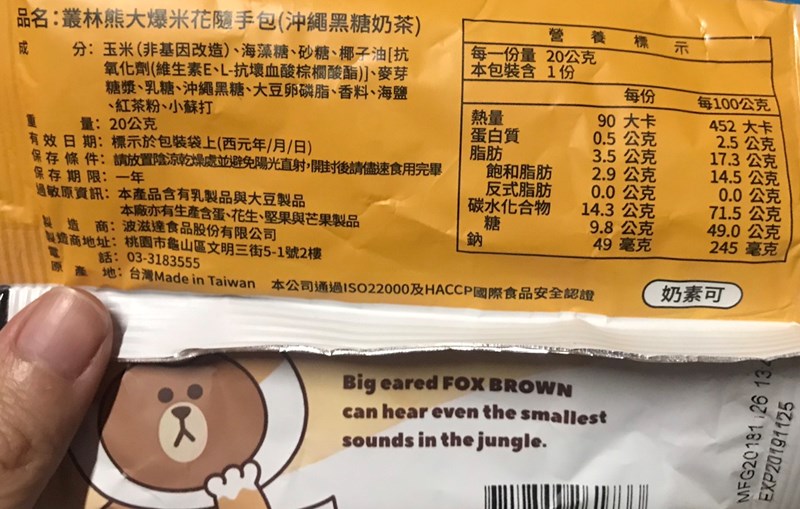 品名：叢林熊大爆米花隨手包(沖繩黑糖奶茶)
成分：玉米(非基因改造)、海藻糖、砂糖、椰子油[抗
氧化劑(維生素E、L-抗壞血酸棕櫚酸酯)]、麥芽
糖漿、乳糖、沖繩黑糖、大豆卵磷脂、香料、海鹽
、紅茶粉、小蘇打
重量：20公克
有效日期：標示於包裝袋上(西元年/月/日)
保存條件：請放置陰涼乾燥處並避免陽光直射，開封後請儘速食用完畢
保存期限：一年
過敏原資訊：本產品含有乳製品與大豆製品
本廠亦有生產含蛋、花生、堅果與芒果製品
製造商：波滋達食品股份有限公司
製造商地址：桃園市龜山區文明三街5-1號2樓
電話：03-3183555
原產地：台灣Made in Taiwan 本公司通過ISO22000及HACCP國際食品安全認證
營養標示
每一份量 20公克
本包裝含 1份
每份 每100公克
熱量 90 大卡 452 大卡
蛋白質 0.5 公克 2.5 公克
脂肪 3.5 公克 17.3 公克
飽和脂肪 2.9 公克 14.5 公克
反式脂肪 0.0 公克 0.0 公克
碳水化合物 14.3 公克 71.5 公克
糖 9.8 公克 49.0 公克
鈉 49 毫克 245 毫克
奶素可
Big eared FOX BROWN
can hear even the smallest
sounds in the jungle.
EXP20191125